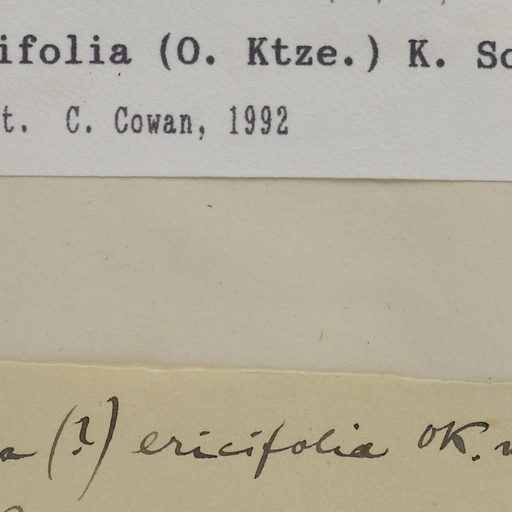 ifolia (O. Ktze.) K. Sc
t. C. Cowan, 1992
a (?) ericifolia OK. n